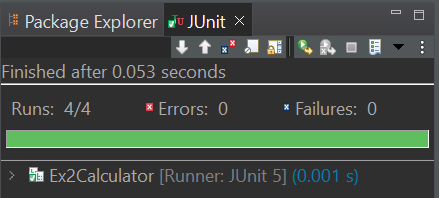 Package Explorer JUnit
Finished after 0.053 seconds
Runs: 4/4 Errors: 0 Failures: 0
Ex2Calculator [Runner: JUnit 5] (0.001 s)